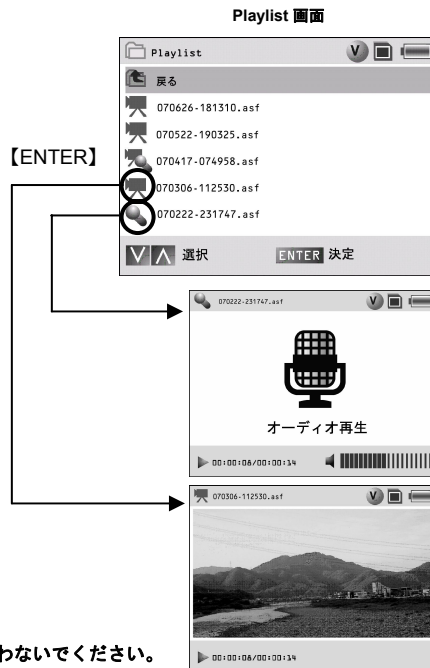 Playlist 画面
Playlist
V
戻る
070626-181310.asf
070522-190325.asf
070417-074958.asf
【ENTER】
070306-112530.asf
070222-231747.asf
選択 ENTER 決定
070222-231747.asf
V
オーディオ再生
00:00:08/00:00:14
070306-112530.asf
V
わないでください。
00:00:08/00:00:14